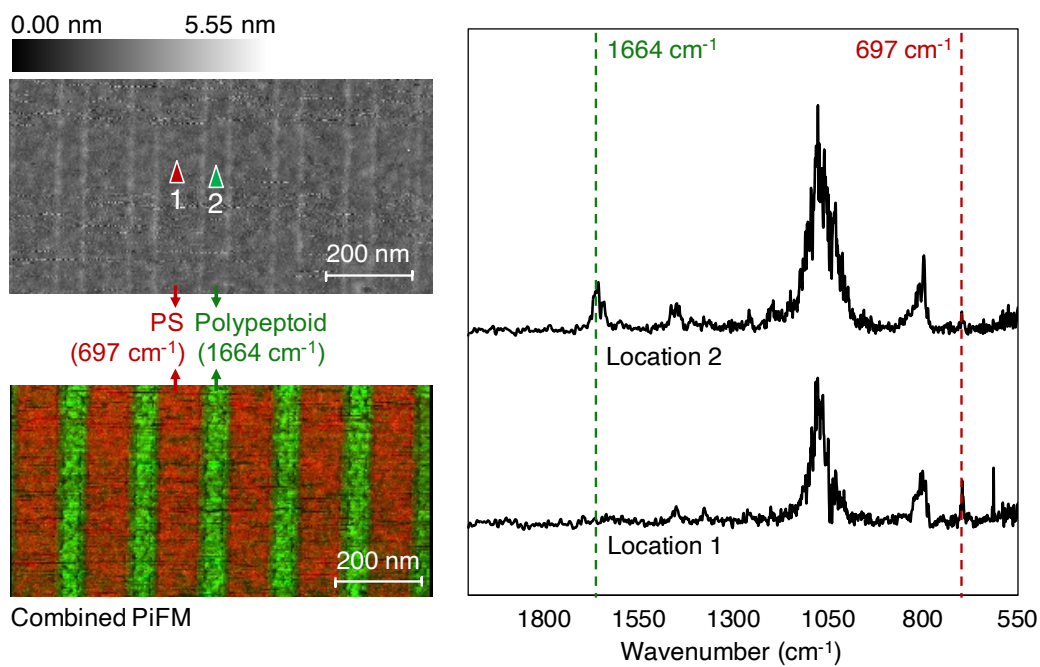 0.00 nm 5.55 nm
1 2
200 nm
PS Polypeptoid
(697 cm⁻¹) (1664 cm⁻¹)
200 nm
Combined PiFM
1664 cm⁻¹ 697 cm⁻¹
Location 2
Location 1
1800 1550 1300 1050 800 550
Wavenumber (cm⁻¹)